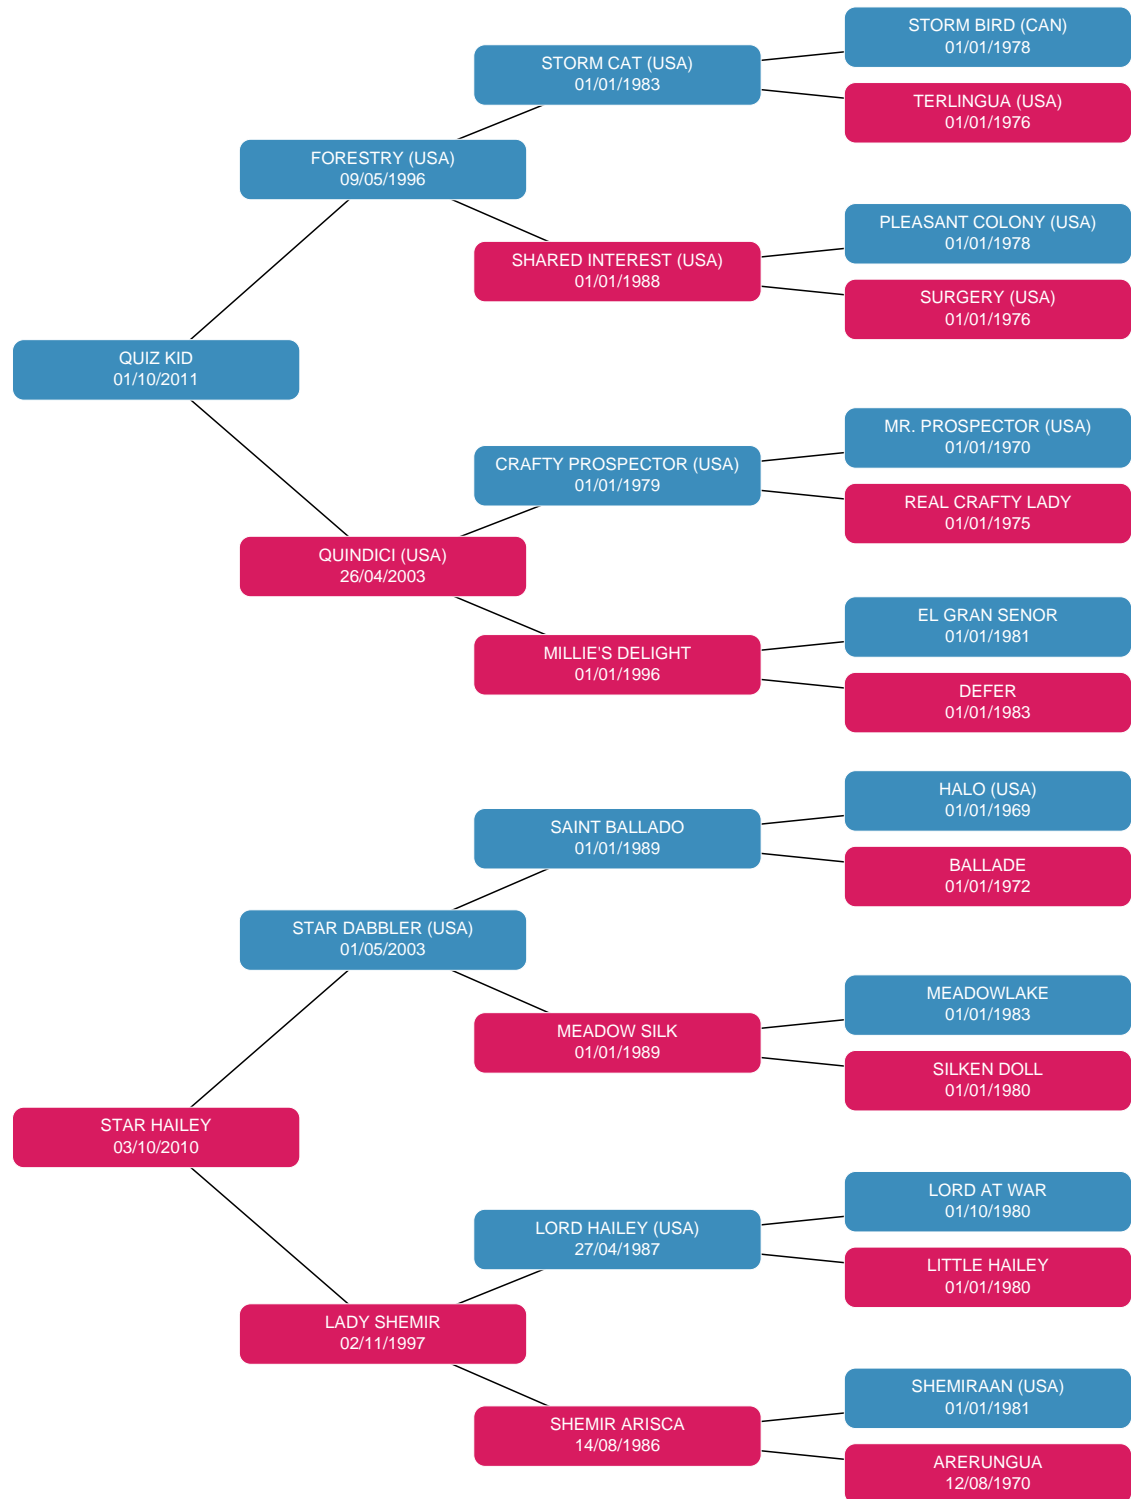 STORM BIRD (CAN)
01/01/1978
STORM CAT (USA)
01/01/1983
TERLINGUA (USA)
01/01/1976
FORESTRY (USA)
09/05/1996
PLEASANT COLONY (USA)
01/01/1978
SHARED INTEREST (USA)
01/01/1988
SURGERY (USA)
01/01/1976
QUIZ KID
01/10/2011
MR. PROSPECTOR (USA)
01/01/1970
CRAFTY PROSPECTOR (USA)
01/01/1979
REAL CRAFTY LADY
01/01/1975
QUINDICI (USA)
26/04/2003
EL GRAN SENOR
01/01/1981
MILLIE'S DELIGHT
01/01/1996
DEFER
01/01/1983
HALO (USA)
01/01/1969
SAINT BALLADO
01/01/1989
BALLADE
01/01/1972
STAR DABBLER (USA)
01/05/2003
MEADOWLAKE
01/01/1983
MEADOW SILK
01/01/1989
SILKEN DOLL
01/01/1980
STAR HAILEY
03/10/2010
LORD AT WAR
01/10/1980
LORD HAILEY (USA)
27/04/1987
LITTLE HAILEY
01/01/1980
LADY SHEMIR
02/11/1997
SHEMIRAAN (USA)
01/01/1981
SHEMIR ARISCA
14/08/1986
ARERUNGUA
12/08/1970